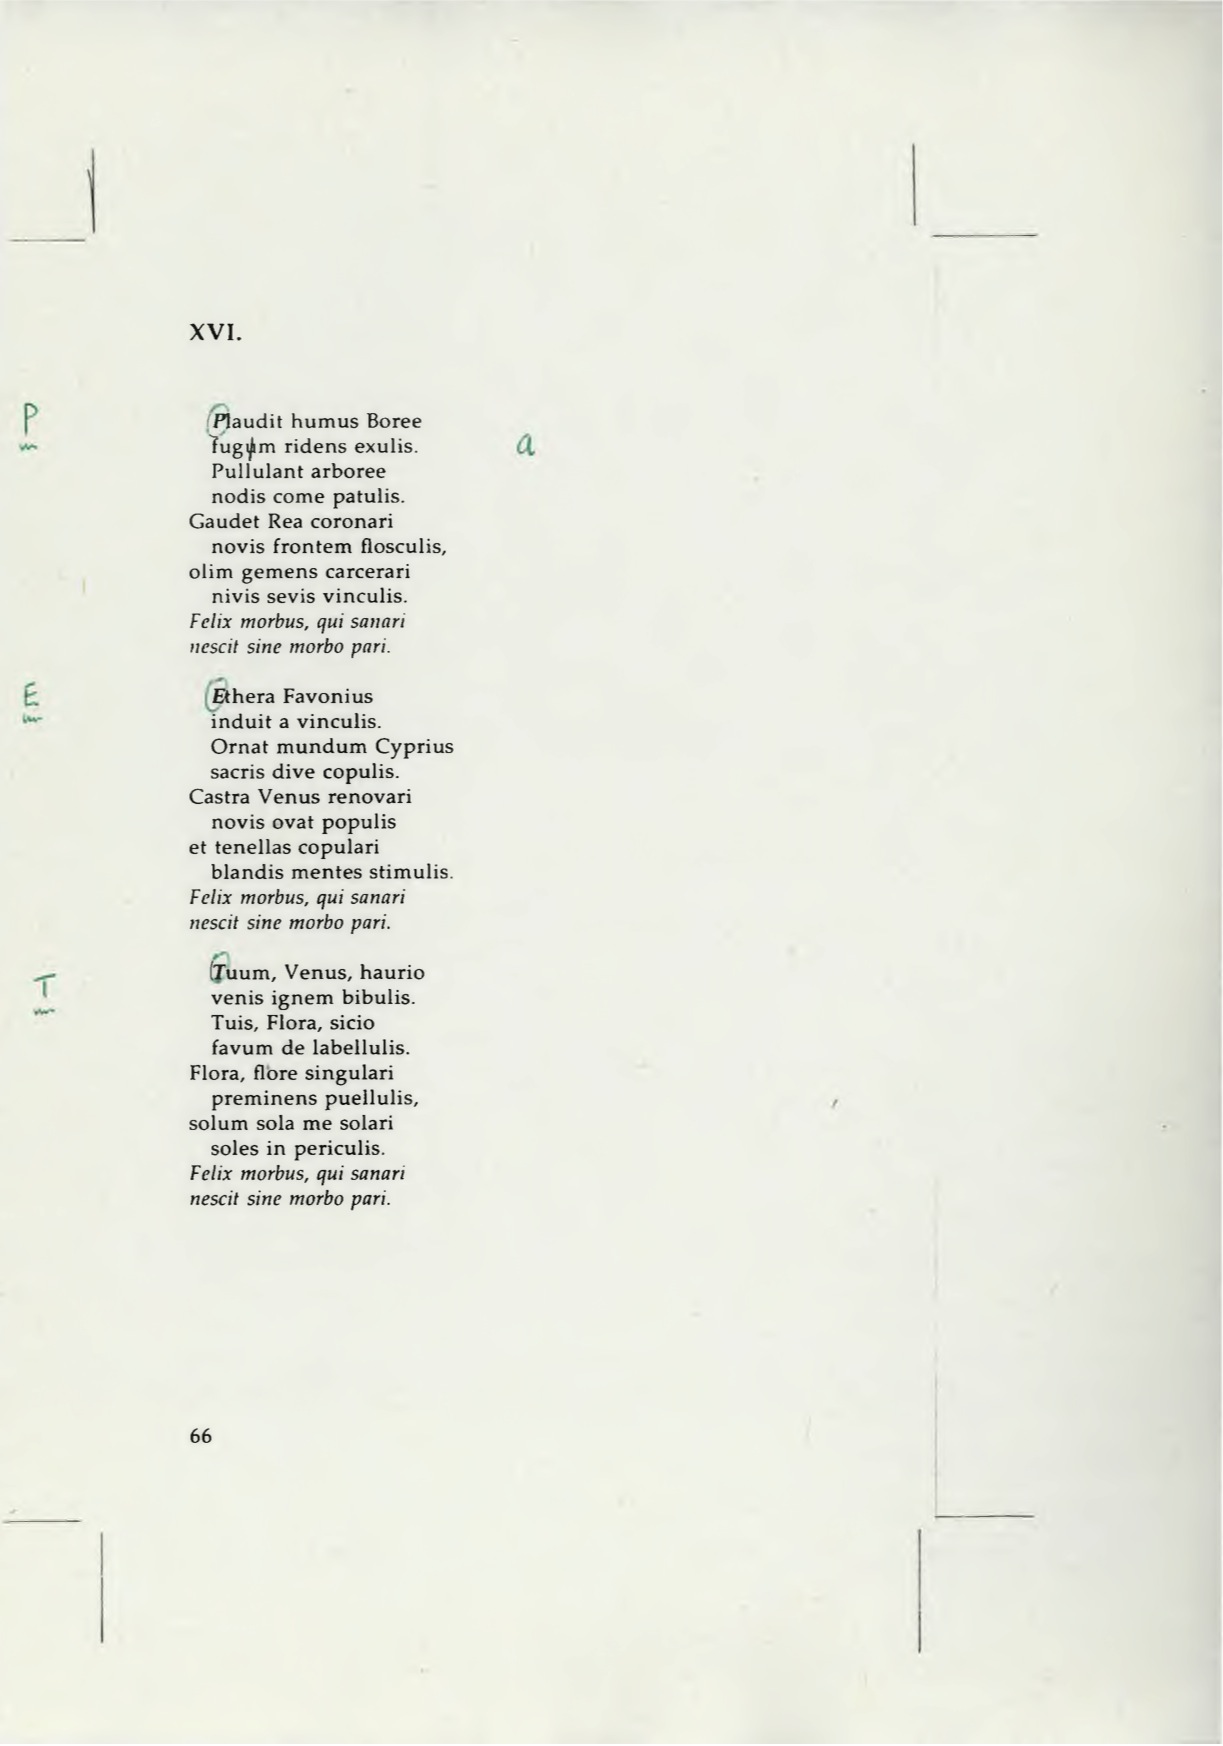 XVI.
P
Plaudit humus Boree
fugum ridens exulis.
a
Pullulant arboree
nodis come patulis.
Gaudet Rea coronari
novis frontem flosculis,
olim gemens carcerari
nivis sevis vinculis.
Felix morbus, qui sanari
nescit sine morbo pari.
E
Ethera Favonius
induit a vinculis.
Ornat mundum Cyprius
sacris dive copulis.
Castra Venus renovari
novis ovat populis
et tenellas copulari
blandis mentes stimulis.
Felix morbus, qui sanari
nescit sine morbo pari.
T
Tuum, Venus, haurio
venis ignem bibulis.
Tuis, Flora, sicio
favum de labellulis.
Flora, flore singulari
preminens puellulis,
solum sola me solari
soles in periculis.
Felix morbus, qui sanari
nescit sine morbo pari.
66